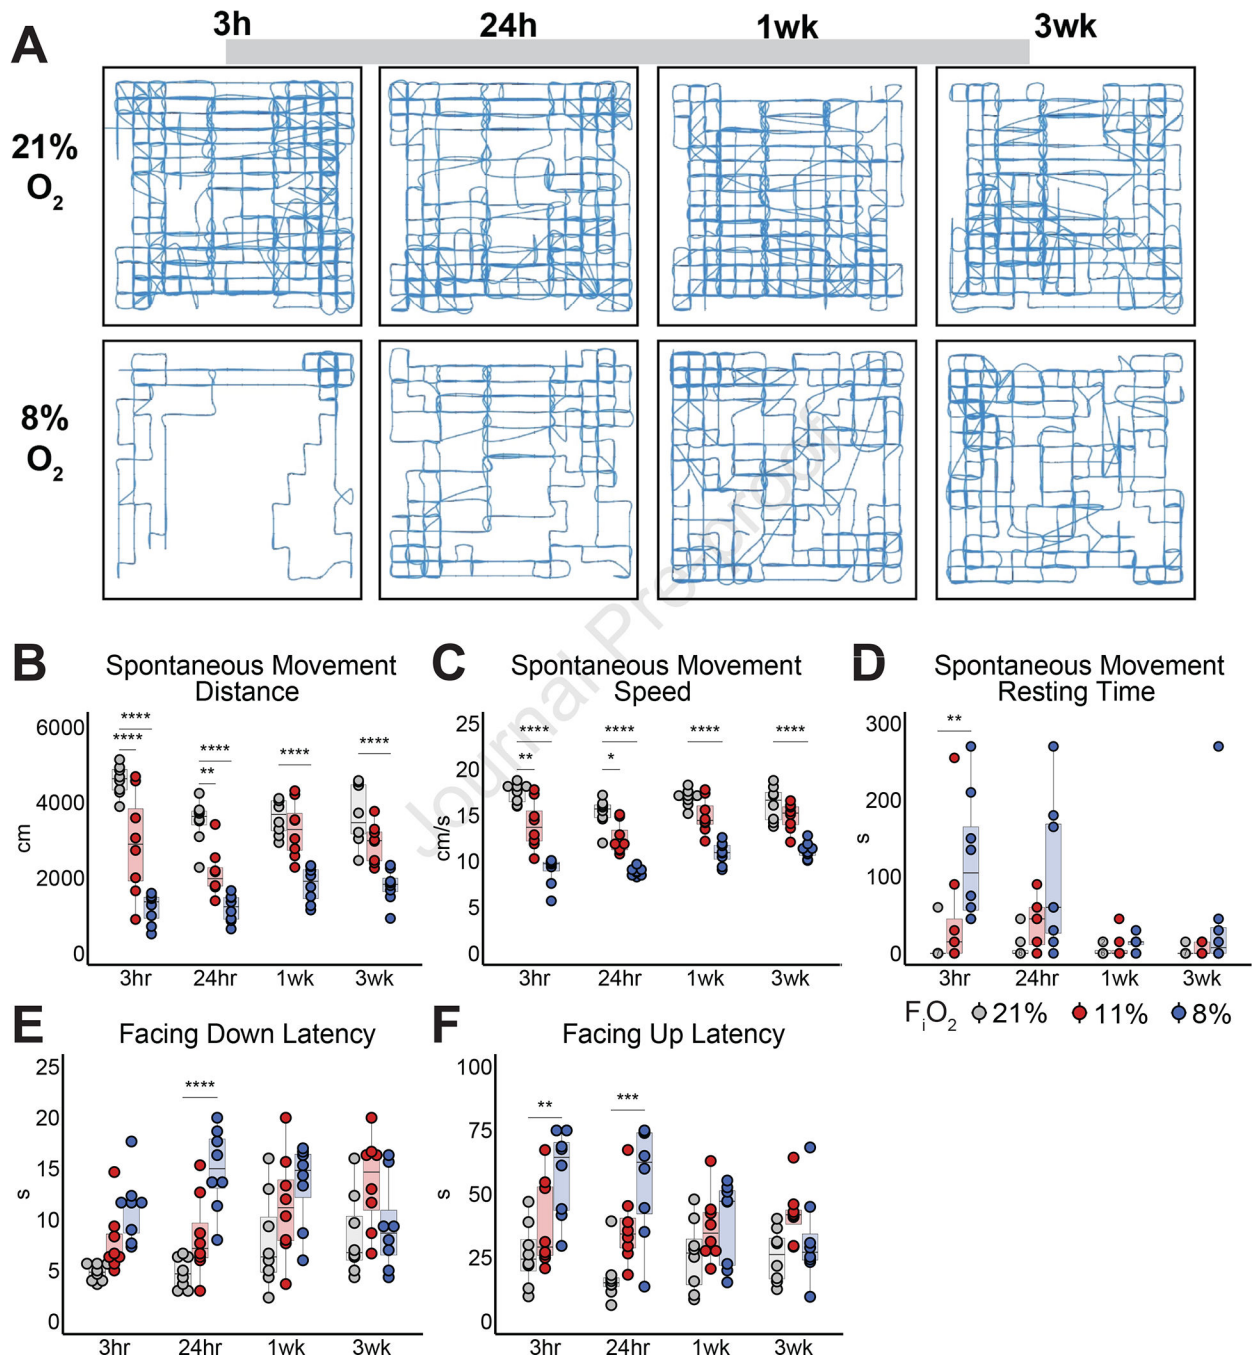 A
3h
24h
1wk
3wk
21%
O2
8%
O2
Journal Pre-proof
B
Spontaneous Movement
Distance
6000
4000
2000
0
cm
****
****
****
**
****
****
3hr
24hr
1wk
3wk
C
Spontaneous Movement
Speed
25
20
15
10
5
0
cm/s
****
**
****
*
****
****
3hr
24hr
1wk
3wk
D
Spontaneous Movement
Resting Time
300
200
100
0
s
**
3hr
24hr
1wk
3wk
FiO2 21% 11% 8%
E
Facing Down Latency
25
20
15
10
5
0
s
****
3hr
24hr
1wk
3wk
F
Facing Up Latency
100
75
50
25
0
s
**
***
3hr
24hr
1wk
3wk